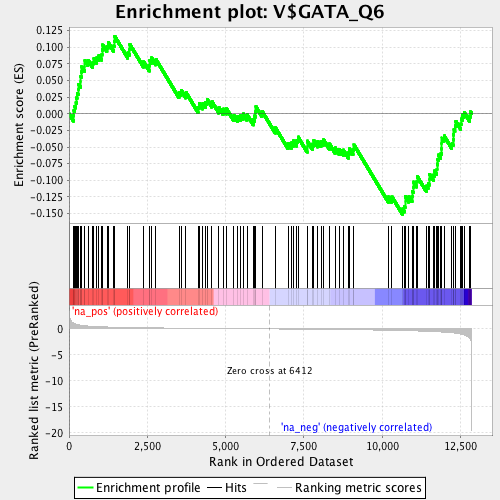 Enrichment plot: V$GATA_Q6
Enrichment score (ES)
0.125
0.100
0.075
0.050
0.025
0.000
-0.025
-0.050
-0.075
-0.100
-0.125
-0.150
Ranked list metric (PreRanked)
0
-5
-10
-15
-20
'na_pos' (positively correlated)
Zero cross at 6412
'na_neg' (negatively correlated)
0
2,500
5,000
7,500
10,000
12,500
Rank in Ordered Dataset
Enrichment profile
Hits
Ranking metric scores